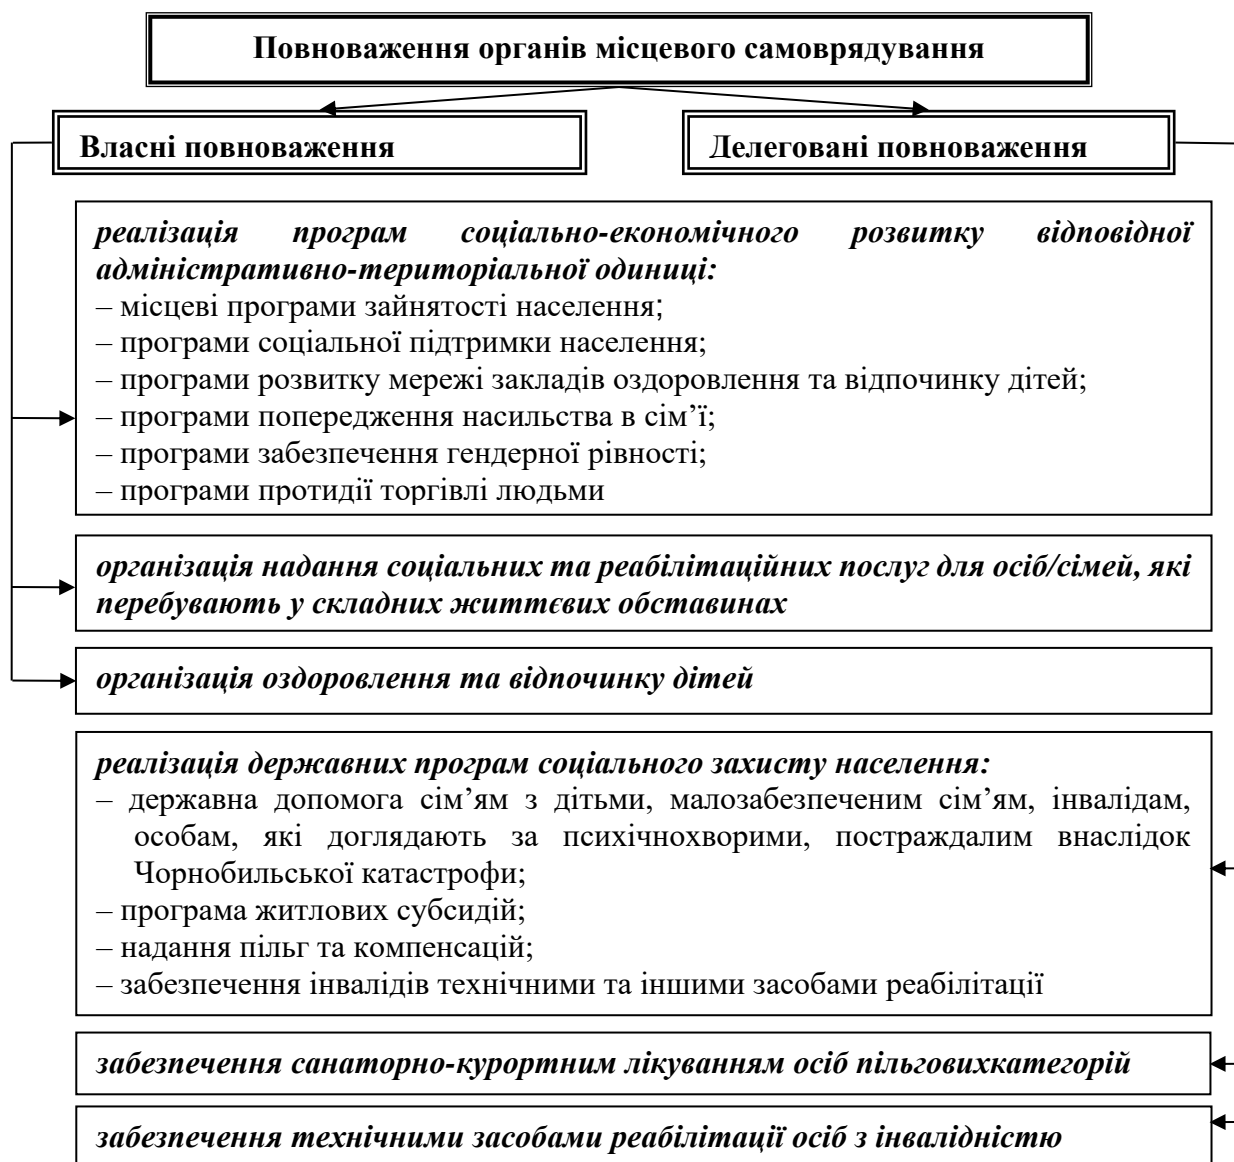 Повноваження органів місцевого самоврядування
Власні повноваження
Делеговані повноваження
реалізація програм соціально-економічного розвитку відповідної
адміністративно-територіальної одиниці:
– місцеві програми зайнятості населення;
– програми соціальної підтримки населення;
– програми розвитку мережі закладів оздоровлення та відпочинку дітей;
– програми попередження насильства в сім’ї;
– програми забезпечення гендерної рівності;
– програми протидії торгівлі людьми
організація надання соціальних та реабілітаційних послуг для осіб/сімей, які
перебувають у складних життєвих обставинах
організація оздоровлення та відпочинку дітей
реалізація державних програм соціального захисту населення:
– державна допомога сім’ям з дітьми, малозабезпеченим сім’ям, інвалідам,
особам, які доглядають за психічнохворими, постраждалим внаслідок
Чорнобильської катастрофи;
– програма житлових субсидій;
– надання пільг та компенсацій;
– забезпечення інвалідів технічними та іншими засобами реабілітації
забезпечення санаторно-курортним лікуванням осіб пільговихкатегорій
забезпечення технічними засобами реабілітації осіб з інвалідністю